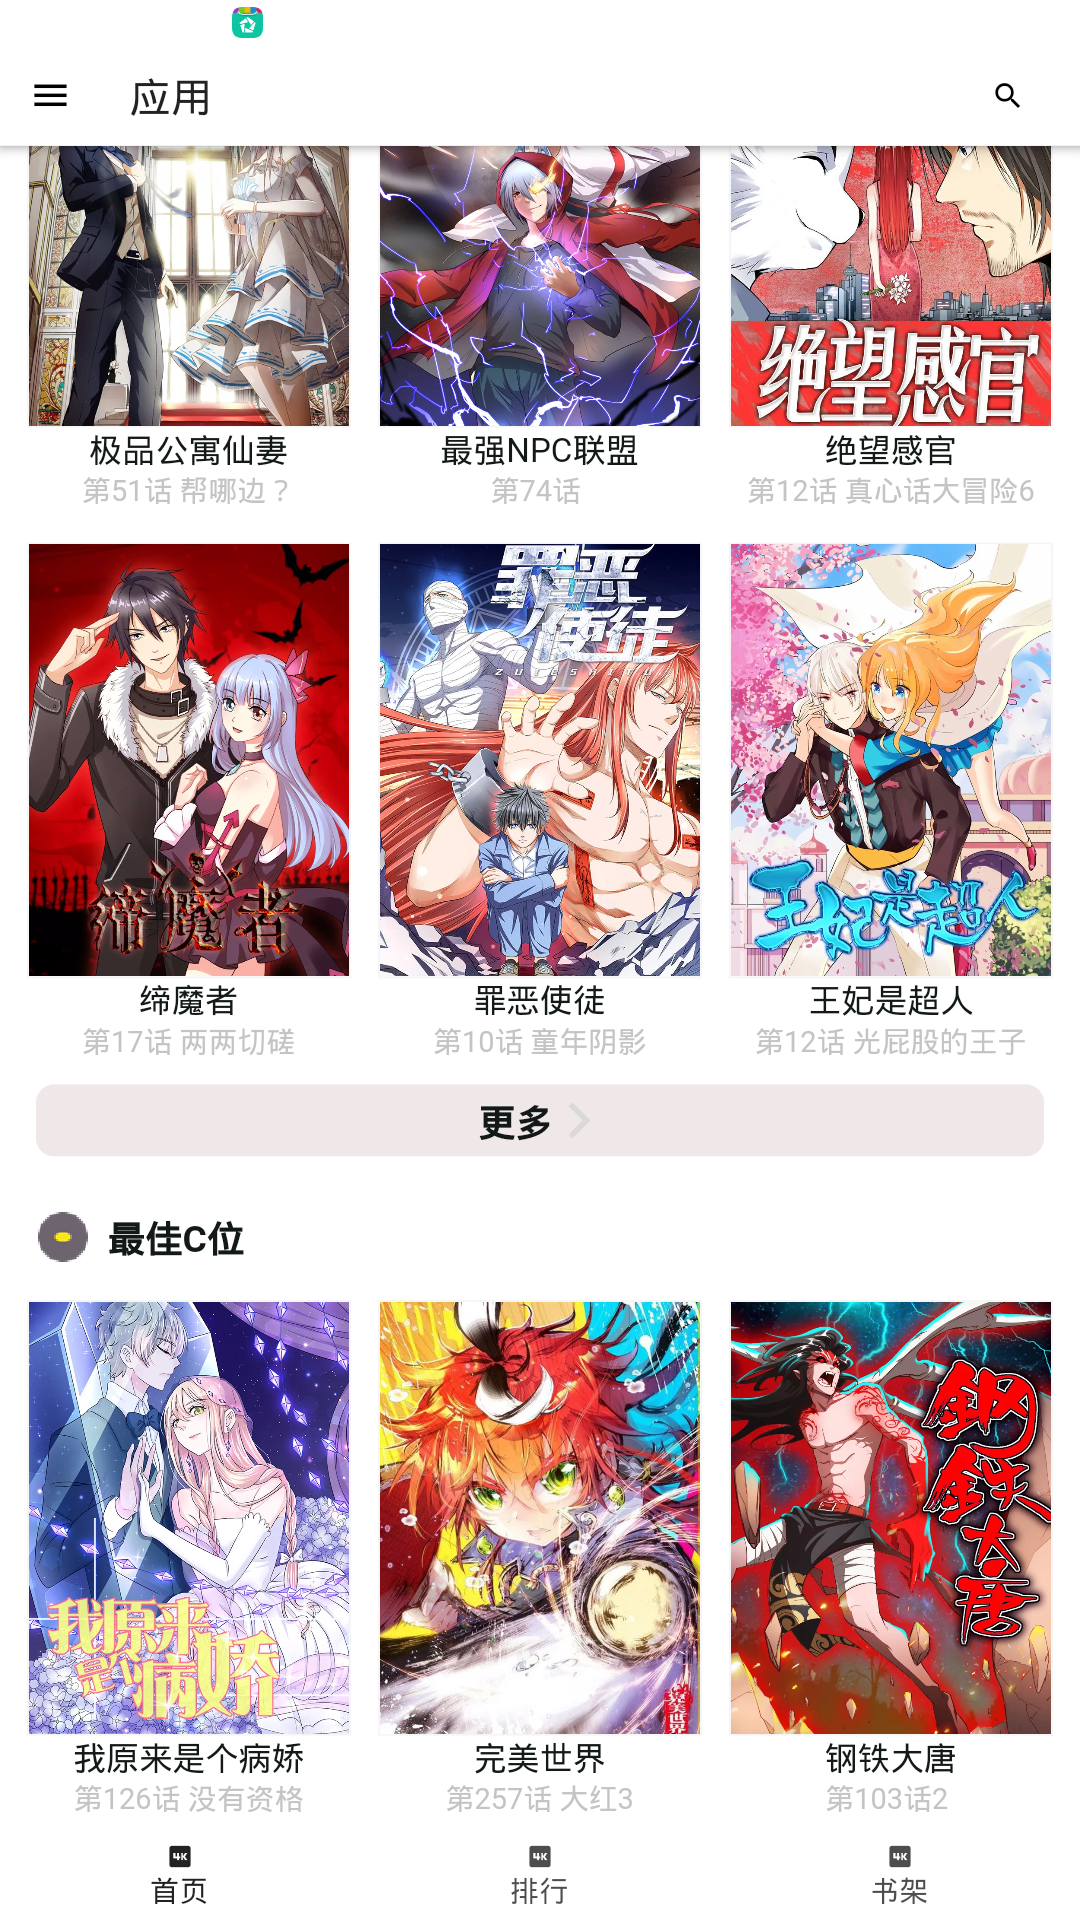 应用
绝望感官
极品公寓仙妻
最强NPC联盟
绝望感官
第51话 帮哪边？
第74话
第12话 真心话大冒险6
罪恶使徒
ZUIESHITU
缔魔者
王妃是超人
缔魔者
罪恶使徒
王妃是超人
第17话 两两切磋
第10话 童年阴影
第12话 光屁股的王子
更多
最佳C位
我原来是个病娇
完美世界
鋼鉄大唐
我原来是个病娇
完美世界
钢铁大唐
第126话 没有资格
第257话 大红3
第103话2
4K
4K
4K
首页
排行
书架